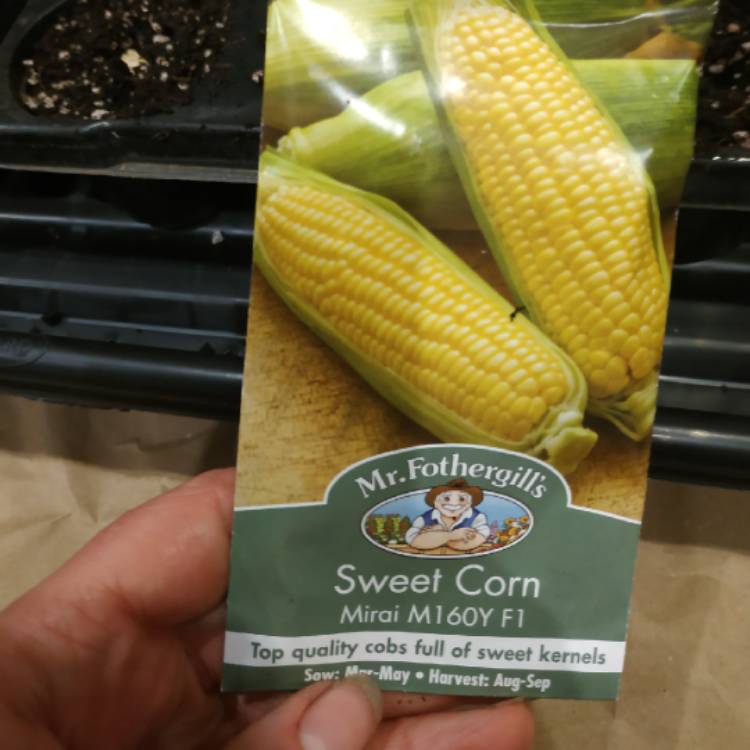 Mr. Fothergill's
Sweet Corn
Mirai M160Y F1
Top quality cobs full of sweet kernels
Sow: Mar-May • Harvest: Aug-Sep